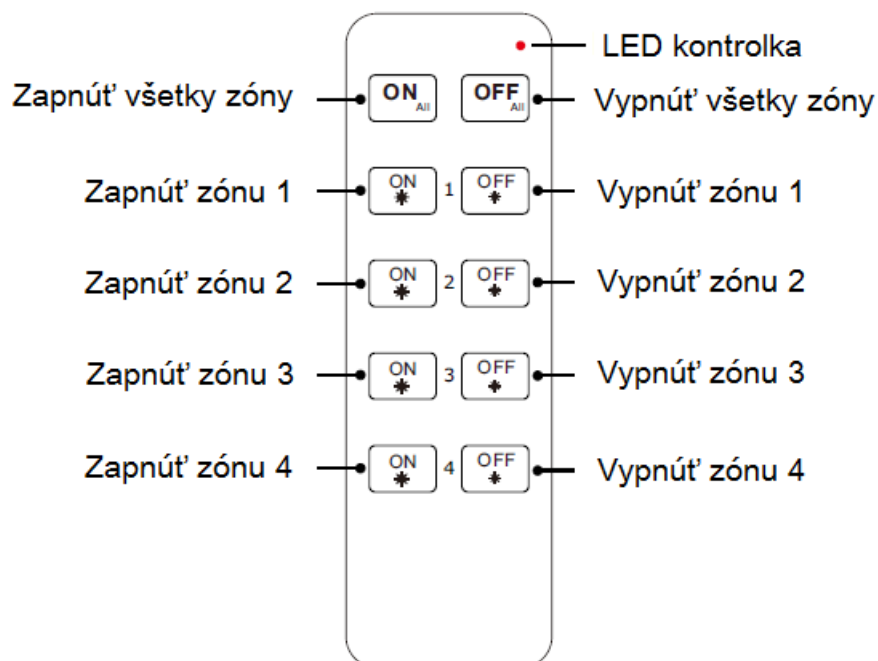 LED kontrolka
Zapnúť všetky zóny ON All OFF All Vypnúť všetky zóny
Zapnúť zónu 1 ON 1 OFF Vypnúť zónu 1
Zapnúť zónu 2 ON 2 OFF Vypnúť zónu 2
Zapnúť zónu 3 ON 3 OFF Vypnúť zónu 3
Zapnúť zónu 4 ON 4 OFF Vypnúť zónu 4